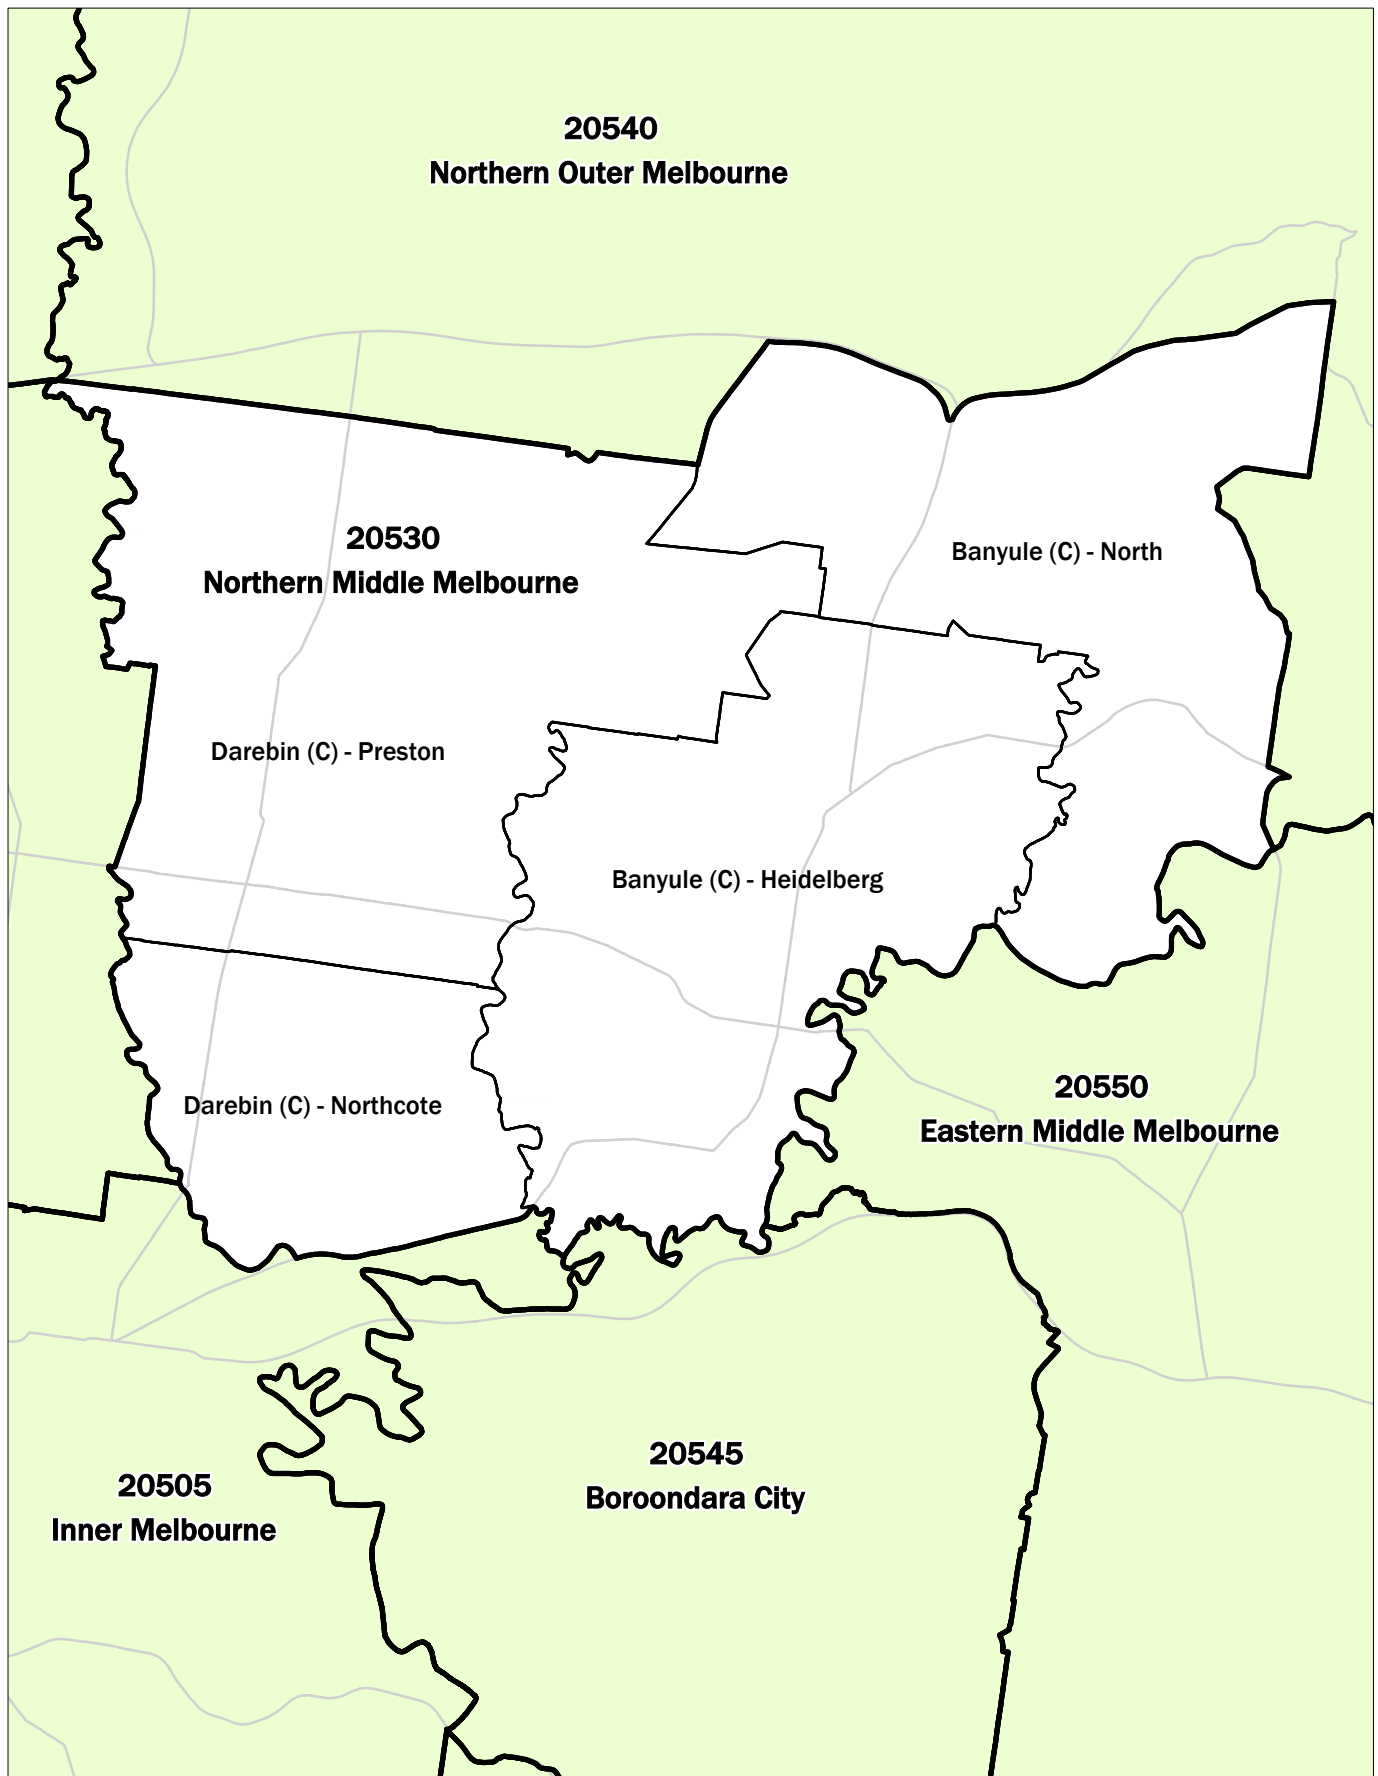 20540
Northern Outer Melbourne
20530
Northern Middle Melbourne
Banyule (C) - North
Darebin (C) - Preston
Banyule (C) - Heidelberg
Darebin (C) - Northcote
20550
Eastern Middle Melbourne
20545
Boroondara City
20505
Inner Melbourne